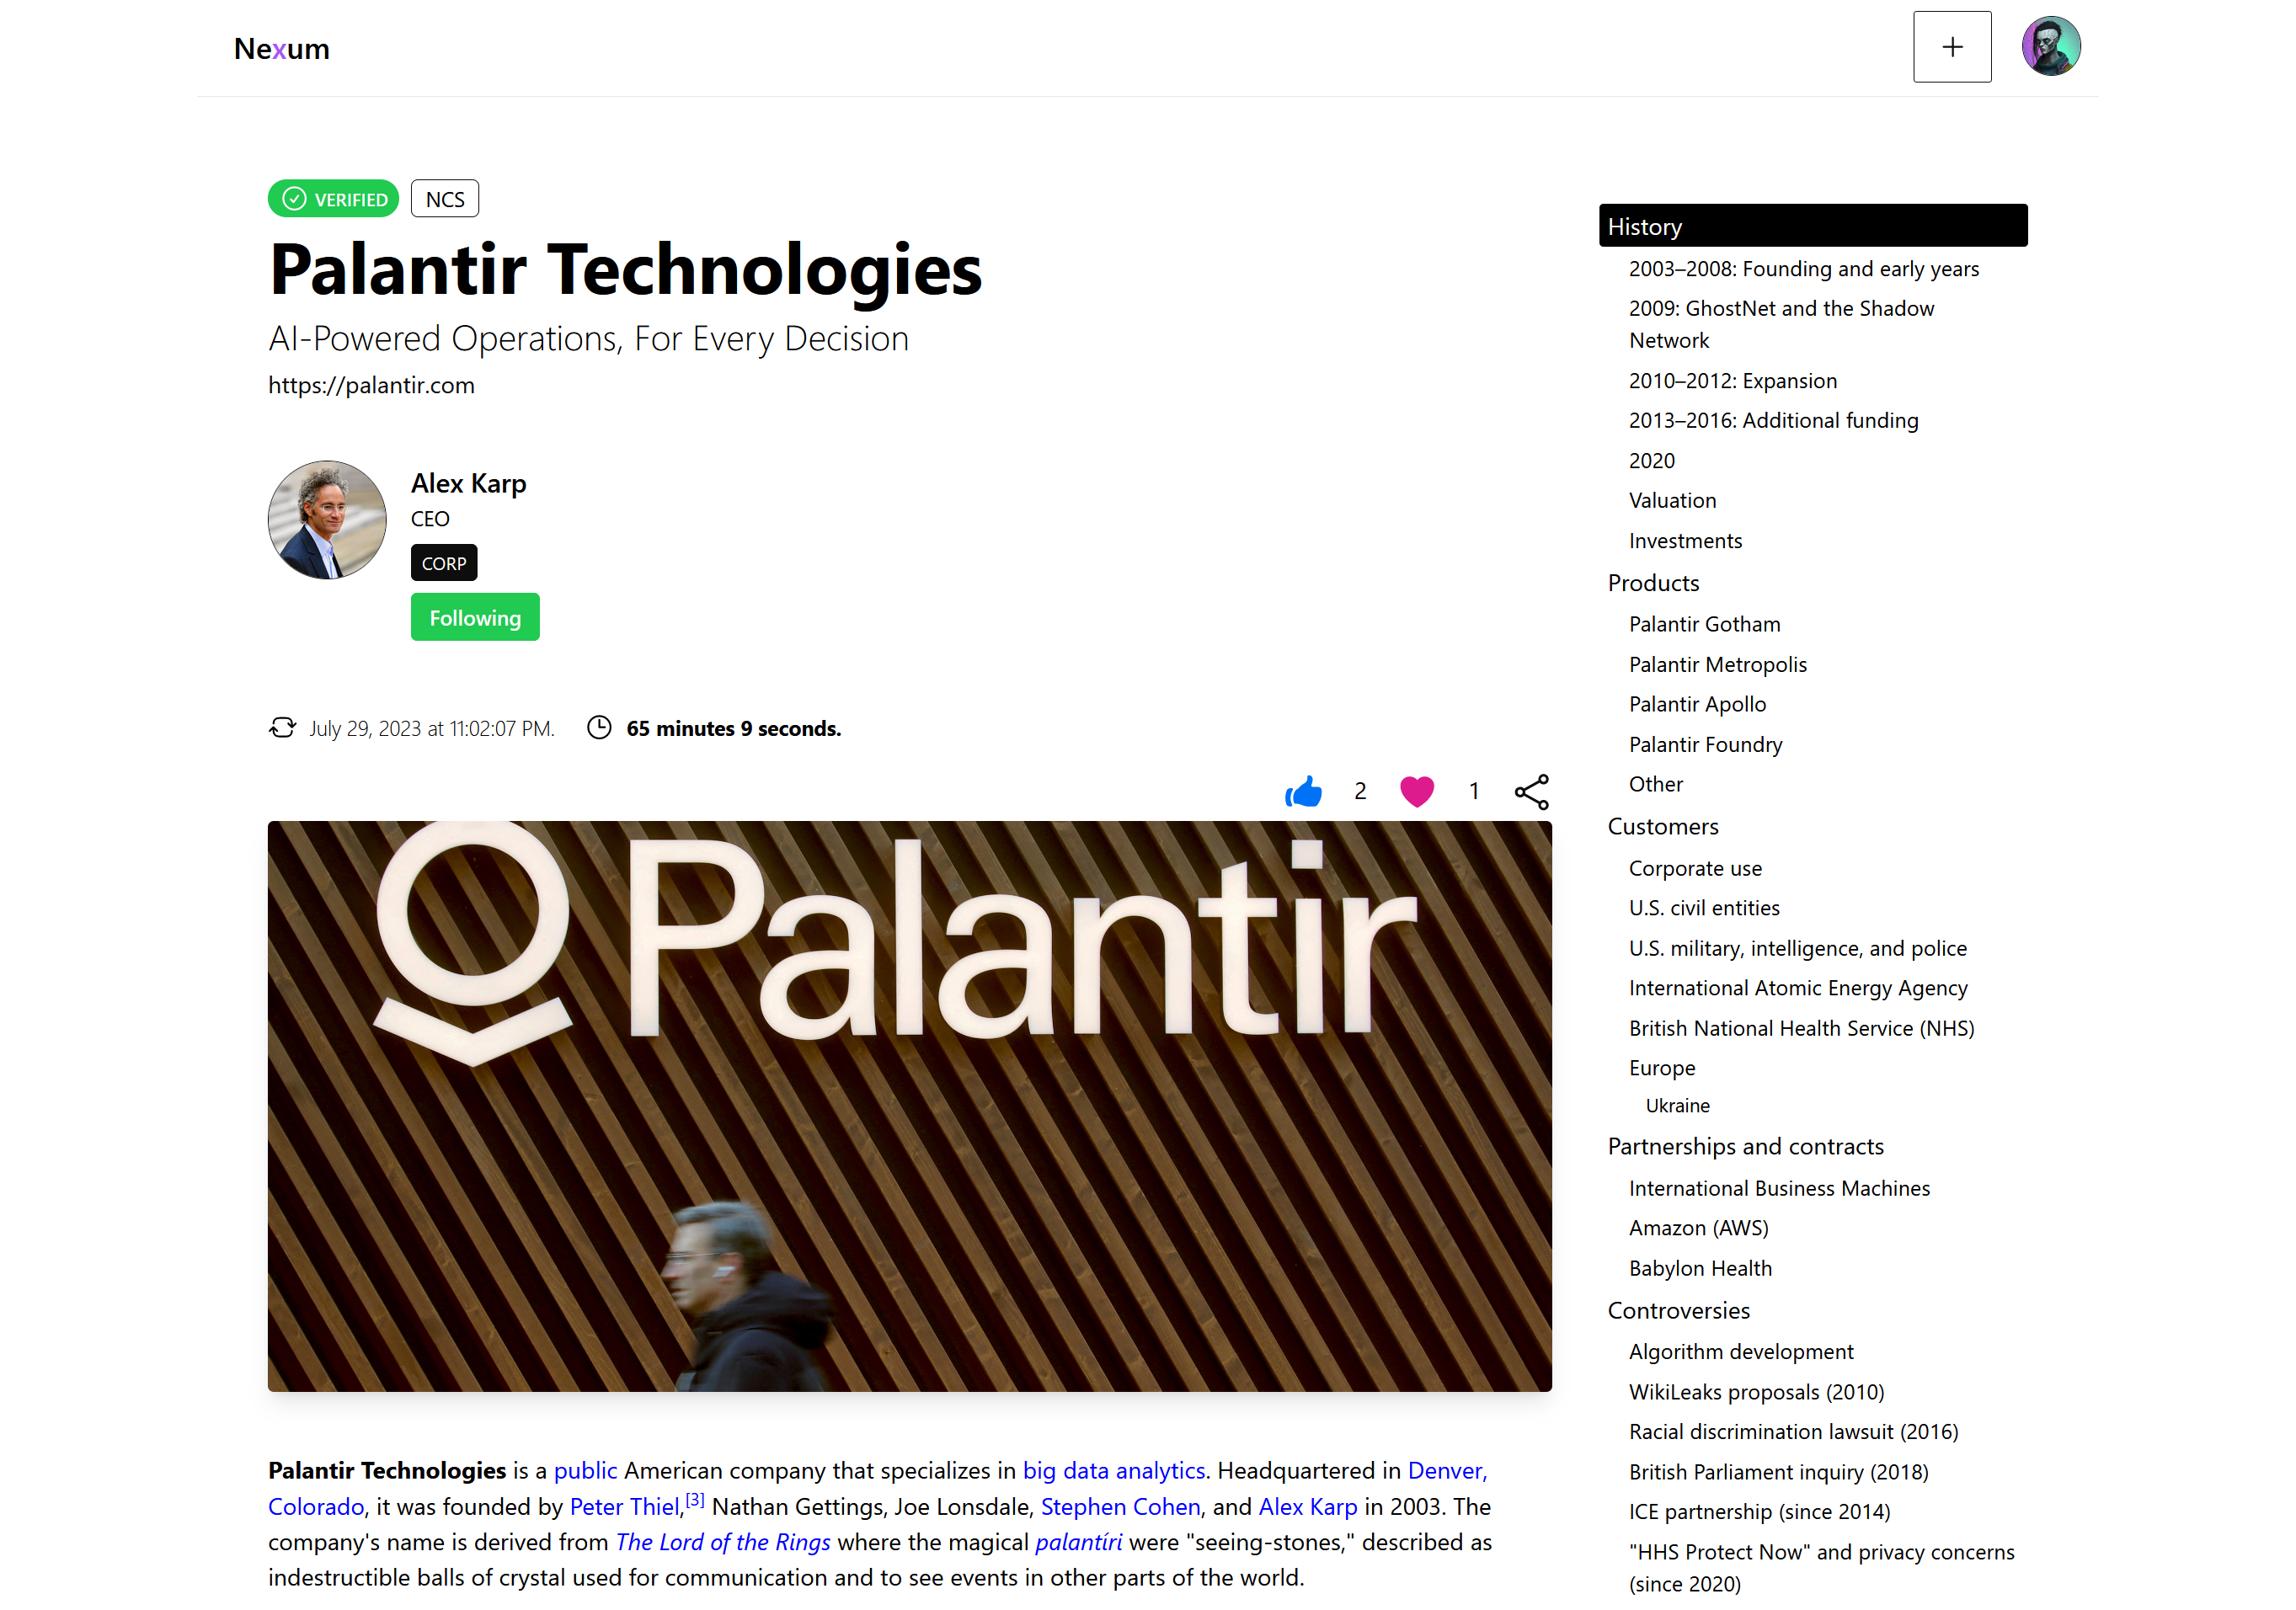 Nexum
VERIFIED
NCS
Palantir Technologies
AI-Powered Operations, For Every Decision
https://palantir.com
Alex Karp
CEO
CORP
Following
July 29, 2023 at 11:02:07 PM.
65 minutes 9 seconds.
2
1
Palantir
Palantir Technologies is a public American company that specializes in big data analytics. Headquartered in Denver,
Colorado, it was founded by Peter Thiel,[3] Nathan Gettings, Joe Lonsdale, Stephen Cohen, and Alex Karp in 2003. The
company's name is derived from The Lord of the Rings where the magical palantíri were "seeing-stones," described as
indestructible balls of crystal used for communication and to see events in other parts of the world.
History
2003–2008: Founding and early years
2009: GhostNet and the Shadow
Network
2010–2012: Expansion
2013–2016: Additional funding
2020
Valuation
Investments
Products
Palantir Gotham
Palantir Metropolis
Palantir Apollo
Palantir Foundry
Other
Customers
Corporate use
U.S. civil entities
U.S. military, intelligence, and police
International Atomic Energy Agency
British National Health Service (NHS)
Europe
Ukraine
Partnerships and contracts
International Business Machines
Amazon (AWS)
Babylon Health
Controversies
Algorithm development
WikiLeaks proposals (2010)
Racial discrimination lawsuit (2016)
British Parliament inquiry (2018)
ICE partnership (since 2014)
"HHS Protect Now" and privacy concerns
(since 2020)